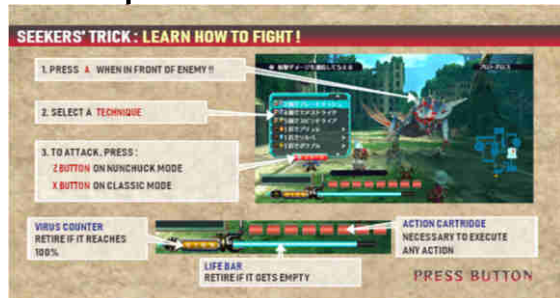 SEEKERS' TRICK : LEARN HOW TO FIGHT !
1. PRESS A WHEN IN FRONT OF ENEMY !!
2. SELECT A TECHNIQUE
3. TO ATTACK, PRESS :
Z BUTTON ON NUNCHUCK MODE
X BUTTON ON CLASSIC MODE
VIRUS COUNTER
RETIRE IF IT REACHES
100%
LIFE BAR
RETIRE IF IT GETS EMPTY
ACTION CARTRIDGE
NECESSARY TO EXECUTE
ANY ACTION
PRESS BUTTON